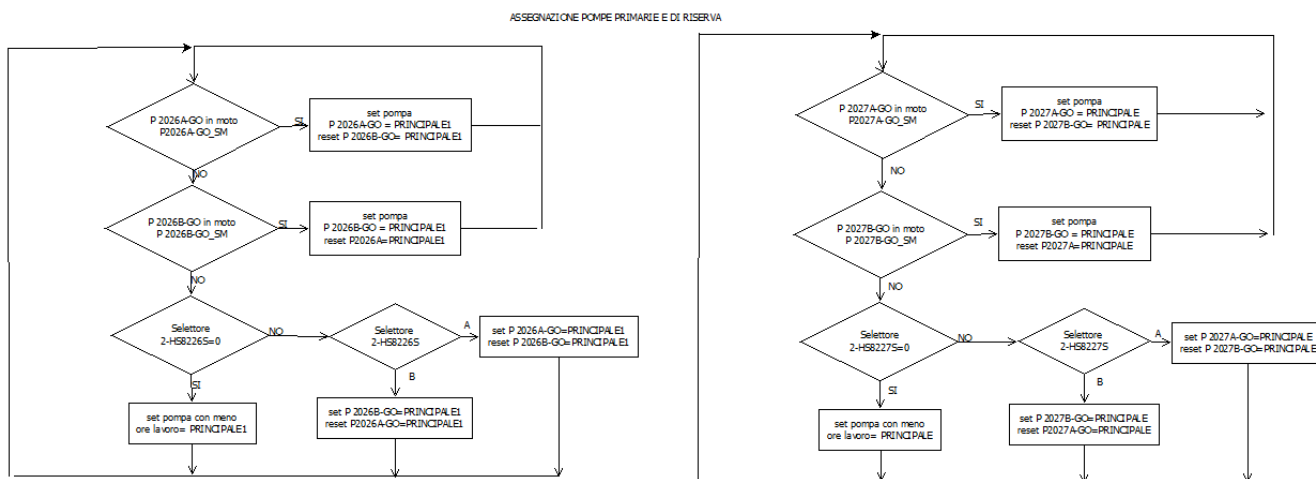 ASSEGNAZIONE POMPE PRIMARIE E DI RISERVA
P 2026A-GO in moto
P2026A-GO_SM
SI
set pompa
P 2026A-GO = PRINCIPALE1
reset P 2026B-GO= PRINCIPALE1
NO
P 2026B-GO in moto
P 2026B-GO_SM
SI
set pompa
P 2026B-GO = PRINCIPALE1
reset P2026A=PRINCIPALE1
NO
Selettore
2-HS8226S=0
NO
Selettore
2-HS8226S
A
set P 2026A-GO=PRINCIPALE1
reset P 2026B-GO=PRINCIPALE1
SI
B
set pompa con meno
ore lavoro= PRINCIPALE1
set P 2026B-GO=PRINCIPALE1
reset P2026A-GO=PRINCIPALE1
P 2027A-GO in moto
P2027A-GO_SM
SI
set pompa
P 2027A-GO = PRINCIPALE
reset P 2027B-GO= PRINCIPALE
NO
P 2027B-GO in moto
P 2027B-GO_SM
SI
set pompa
P 2027B-GO = PRINCIPALE
reset P2027A=PRINCIPALE
NO
Selettore
2-HS8227S=0
NO
Selettore
2-HS8227S
A
set P 2027A-GO=PRINCIPALE
reset P 2027B-GO=PRINCIPALE
SI
B
set pompa con meno
ore lavoro= PRINCIPALE
set P 2027B-GO=PRINCIPALE
reset P2027A-GO=PRINCIPALE